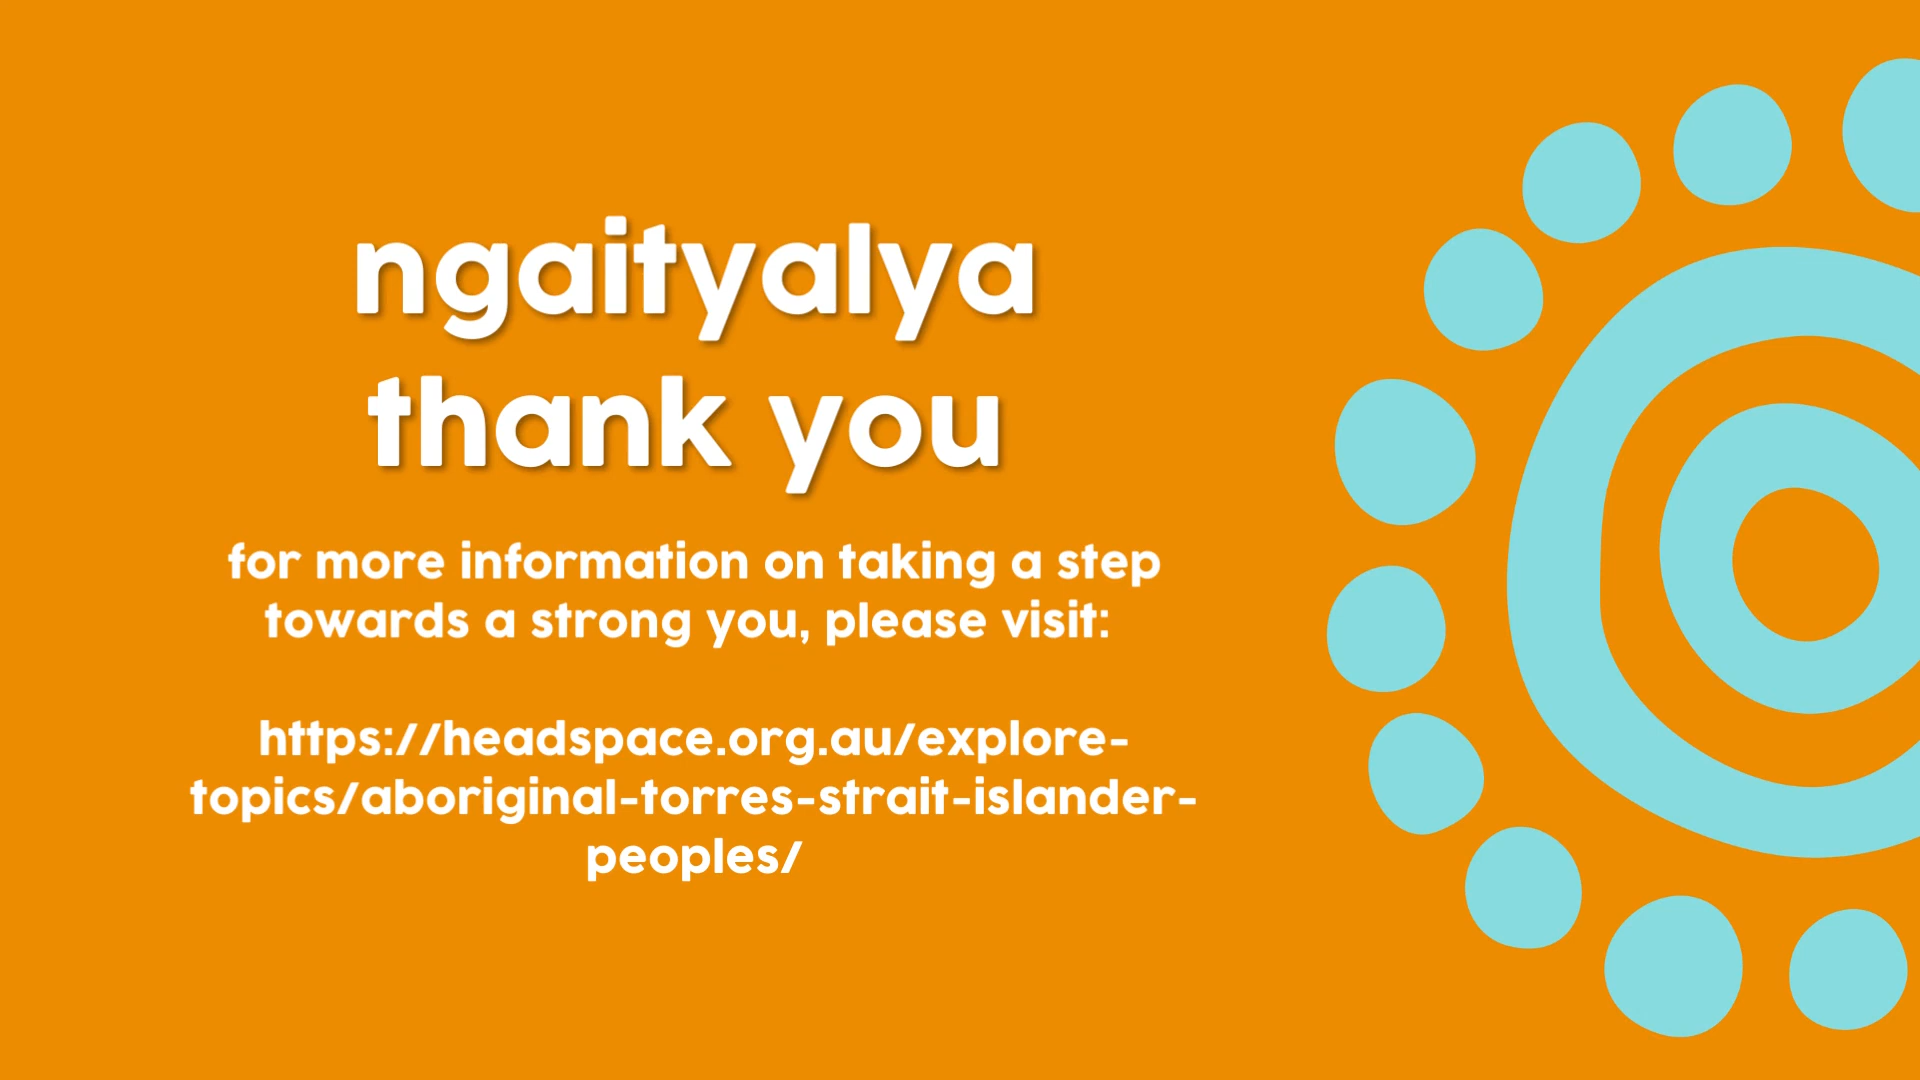 ngaityalya
thank you
for more information on taking a step
towards a strong you, please visit:
https://headspace.org.au/explore-
topics/aboriginal-torres-strait-islander-
peoples/